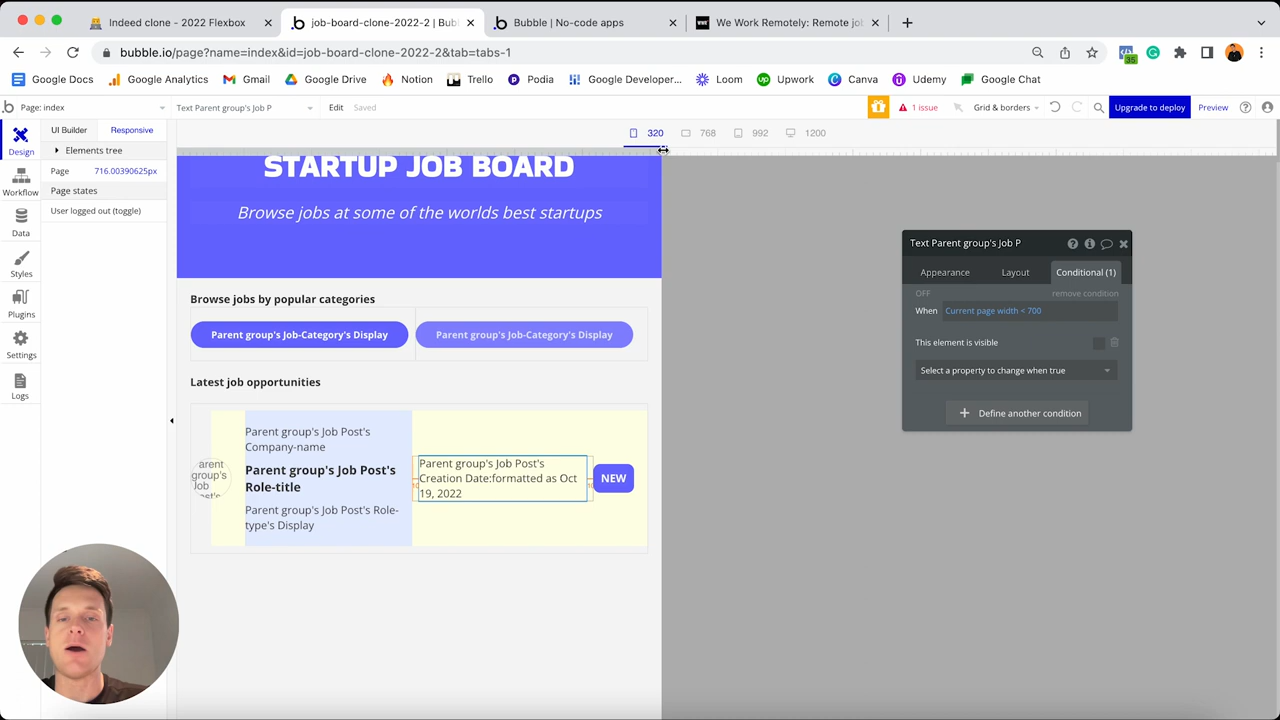 Indeed clone - 2022 Flexbox
job-board-clone-2022-2 | Bubl
Bubble | No-code apps
We Work Remotely: Remote jo
bubble.io/page?name=index&id=job-board-clone-2022-2&tab=tabs-1
35
Google Docs
Google Analytics
Gmail
Google Drive
Notion
Trello
Podia
Google Developer...
Loom
Upwork
Canva
Udemy
Google Chat
Page: index
Text Parent group's Job P
Edit
Saved
1 issue
Grid & borders
Upgrade to deploy
Preview
Design
Workflow
Data
Styles
Plugins
Settings
Logs
UI Builder
Responsive
Elements tree
Page
716.00390625px
Page states
User logged out (toggle)
320
768
992
1200
STARTUP JOB BOARD
Browse jobs at some of the worlds best startups
Browse jobs by popular categories
Parent group's Job-Category's Display
Parent group's Job-Category's Display
Latest job opportunities
arent
group's
Job
Parent group's Job Post's
Company-name
Parent group's Job Post's
Role-title
Parent group's Job Post's Role-
type's Display
Parent group's Job Post's
Creation Date:formatted as Oct
19, 2022
NEW
Text Parent group's Job P
Appearance
Layout
Conditional (1)
OFF
remove condition
When
Current page width < 700
This element is visible
Select a property to change when true
Define another condition